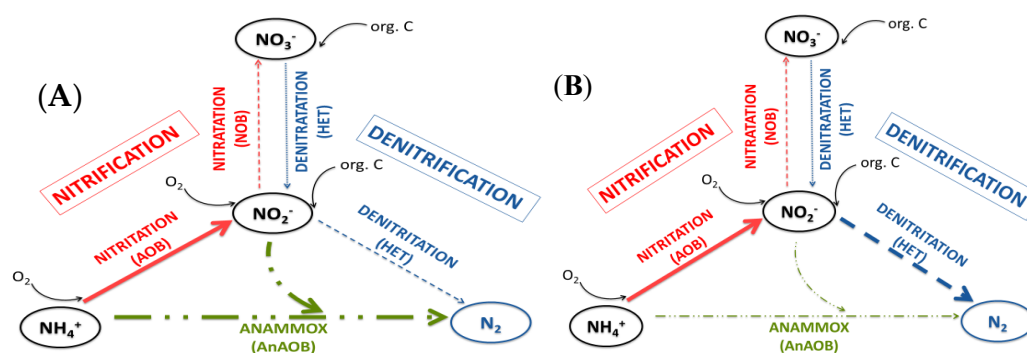 (A)
NO₃⁻
org. C
NITRIFICATION
NITRATATION
(NOB)
DENITRATATION
(HET)
DENITRIFICATION
O₂
org. C
NO₂⁻
NITRITATION
(AOB)
DENITRITATION
(HET)
O₂
NH₄⁺
ANAMMOX
(AnAOB)
N₂
(B)
NO₃⁻
org. C
NITRIFICATION
NITRATATION
(NOB)
DENITRATATION
(HET)
DENITRIFICATION
O₂
org. C
NO₂⁻
NITRITATION
(AOB)
DENITRITATION
(HET)
O₂
NH₄⁺
ANAMMOX
(AnAOB)
N₂